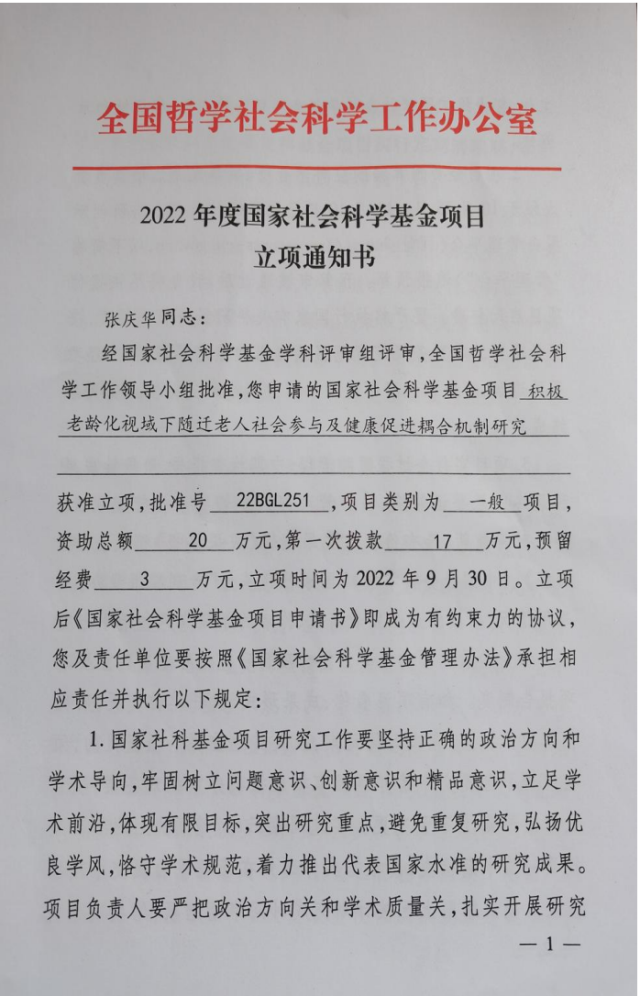 全国哲学社会科学工作办公室
2022 年度国家社会科学基金项目
立项通知书
张庆华同志：
经国家社会科学基金学科评审组评审,全国哲学社会科
学工作领导小组批准,您申请的国家社会科学基金项目 积极
老龄化视域下随迁老人社会参与及健康促进耦合机制研究
获准立项,批准号 22BGL251 ,项目类别为 一般 项目,
资助总额 20 万元,第一次拨款 17 万元,预留
经费 3 万元,立项时间为 2022 年 9 月 30 日。立项
后《国家社会科学基金项目申请书》即成为有约束力的协议,
您及责任单位要按照《国家社会科学基金管理办法》承担相
应责任并执行以下规定:
1. 国家社科基金项目研究工作要坚持正确的政治方向和
学术导向,牢固树立问题意识、创新意识和精品意识,立足学
术前沿,体现有限目标,突出研究重点,避免重复研究,弘扬优
良学风,恪守学术规范,着力推出代表国家水准的研究成果。
项目负责人要严把政治方向关和学术质量关,扎实开展研究
— 1 —